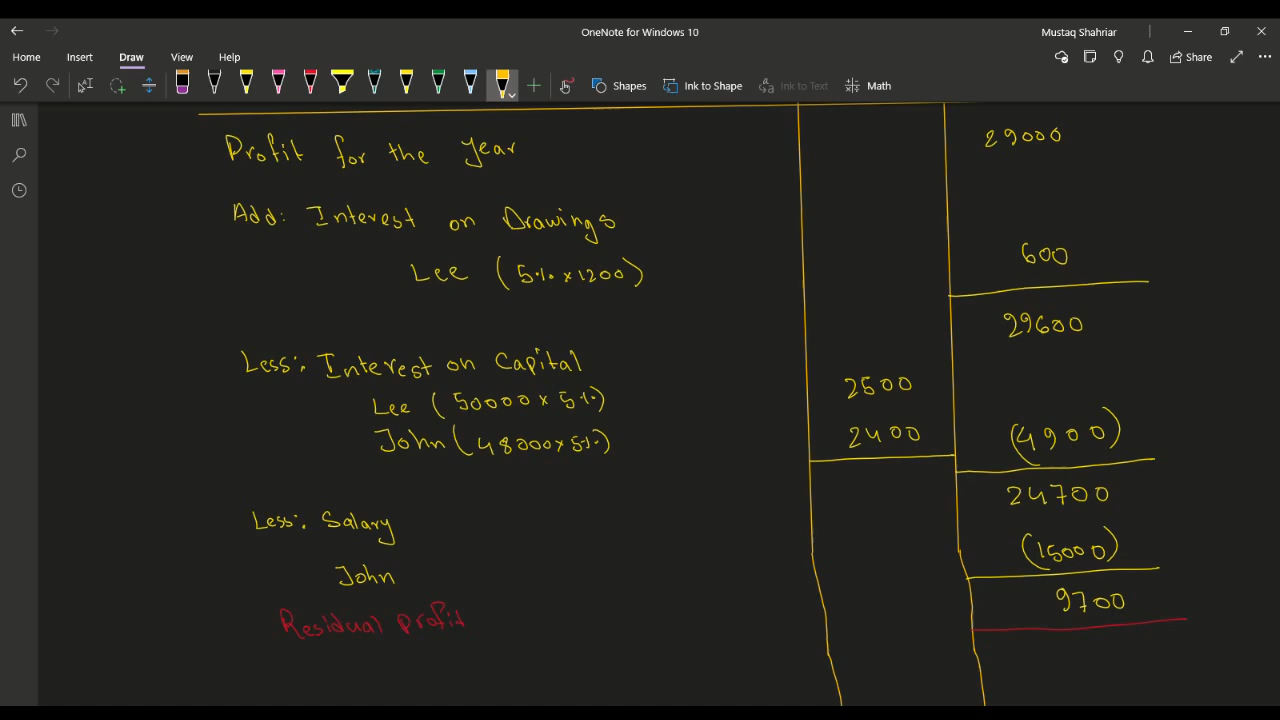 OneNote for Windows 10
Mustaq Shahriar
Home Insert Draw View Help
Share
Shapes Ink to Shape Ink to Text Math
Profit for the year 29000
Add: Interest on Drawings
Lee (5% x 1200) 600
29600
Less: Interest on Capital
Lee (50000 x 5%) 2500
John (48000 x 5%) 2400 (4900)
24700
Less: Salary
John (15000)
Residual profit 9700